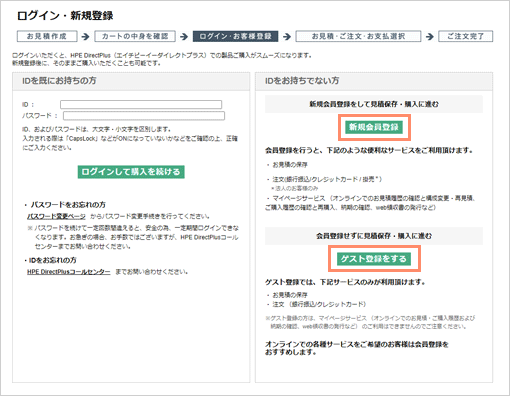 ログイン・新規登録
お見積作成
カートの中身を確認
ログイン・お客様登録
お見積・ご注文・お支払選択
ご注文完了
ログインいただくと、HPE DirectPlus（エイチピーイーダイレクトプラス）での製品ご購入がスムーズになります。
新規登録後に、そのままご購入いただくことも可能です。
IDを既にお持ちの方
ID ：
パスワード ：
ID、およびパスワードは、大文字・小文字を区別します。
入力される際は「CapsLock」などがONになっていないかなどをご確認の上、正確
にご入力ください。
ログインして購入を続ける
・ パスワードをお忘れの方
パスワード変更ページ からパスワード変更手続きを行ってください。
※ パスワードを続けて一定回数間違えると、安全の為、一定期間ログインできな
くなります。お急ぎの場合、お手数ではございますが、HPE DirectPlusコール
センターまでお問い合わせください。
・IDをお忘れの方
HPE DirectPlusコールセンター までお問い合わせください。
IDをお持ちでない方
新規会員登録をして見積保存・購入に進む
新規会員登録
会員登録を行うと、下記のような便利なサービスをご利用頂けます。
・ お見積の保存
・ 注文(銀行振込/クレジットカード / 掛売*)
*法人のお客様のみ
・ マイページサービス （オンラインでのお見積履歴の確認と構成変更・再見積、
ご購入履歴の確認と再購入、納期の確認、web領収書の発行など）
会員登録せずに見積保存・購入に進む
ゲスト登録をする
ゲスト登録では、下記サービスのみが利用頂けます。
・ お見積の保存
・ 注文 （銀行振込/クレジットカード）
※ゲスト登録の方は、マイページサービス （オンラインでのお見積・ご購入履歴および
納期の確認、web領収書の発行など） のご利用はできませんのでご注意ください。
オンラインでの各種サービスをご希望のお客様は会員登録を
おすすめします。